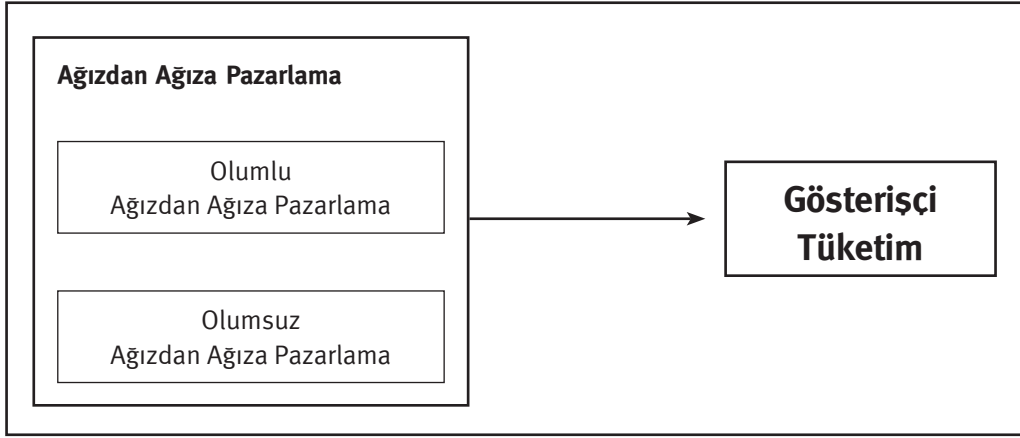 Ağızdan Ağıza Pazarlama
Olumlu
Ağızdan Ağıza Pazarlama
Olumsuz
Ağızdan Ağıza Pazarlama
Gösterişçi
Tüketim